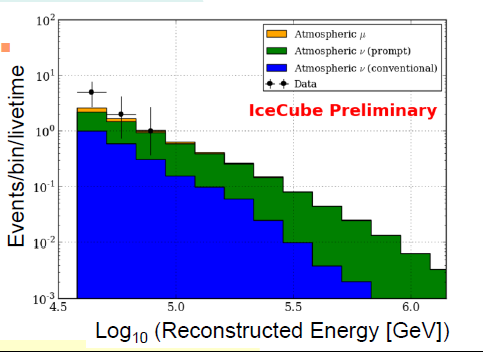 Events/bin/livetime
10²
10¹
10⁰
10⁻¹
10⁻²
10⁻³
Atmospheric μ
Atmospheric ν (prompt)
Atmospheric ν (conventional)
Data
IceCube Preliminary
4.5 5.0 5.5 6.0
Log₁₀ (Reconstructed Energy [GeV])